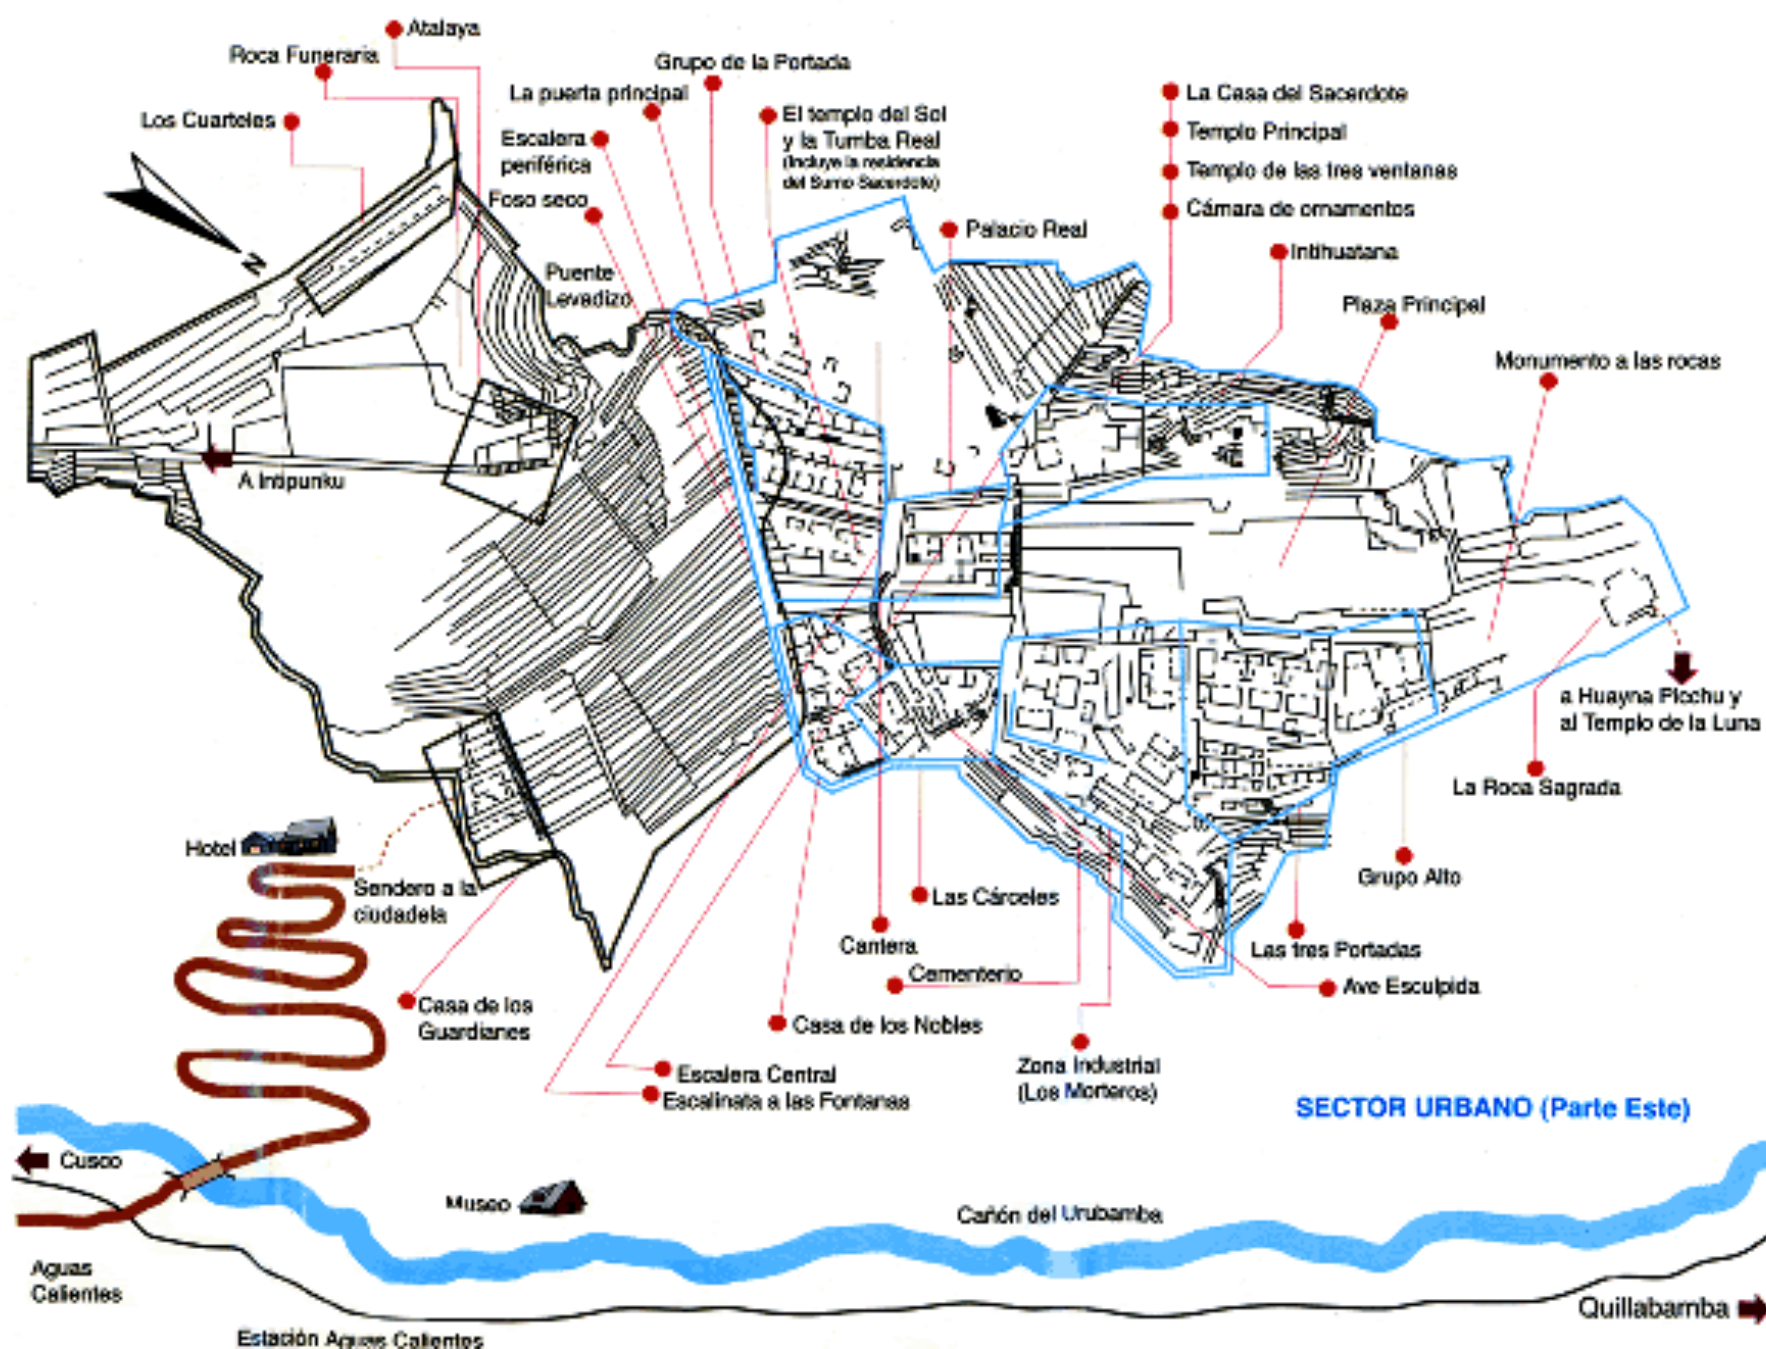 Atalaya
Roca Funeraria
Los Cuarteles
Grupo de la Portada
La puerta principal
Escalera
periférica
Foso seco
El templo del Sol
y la Tumba Real
(Incluye la residencia
del Sumo Sacerdote)
La Casa del Sacerdote
Templo Principal
Templo de las tres ventanas
Cámara de ornamentos
Palacio Real
Intihuatana
Plaza Principal
Monumento a las rocas
N
Puente
Levadizo
A Intipunku
a Huayna Picchu y
al Templo de la Luna
La Roca Sagrada
Hotel
Sendero a la
ciudadela
Grupo Alto
Las Cárceles
Cantera
Las tres Portadas
Cementerio
Ave Esculpida
Casa de los
Guardianes
Casa de los Nobles
Escalera Central
Escalinata a las Fontanas
Zona Industrial
(Los Morteros)
SECTOR URBANO (Parte Este)
Cusco
Museo
Cañón del Urubamba
Aguas
Calientes
Quillabamba
Estación Aguas Calientes